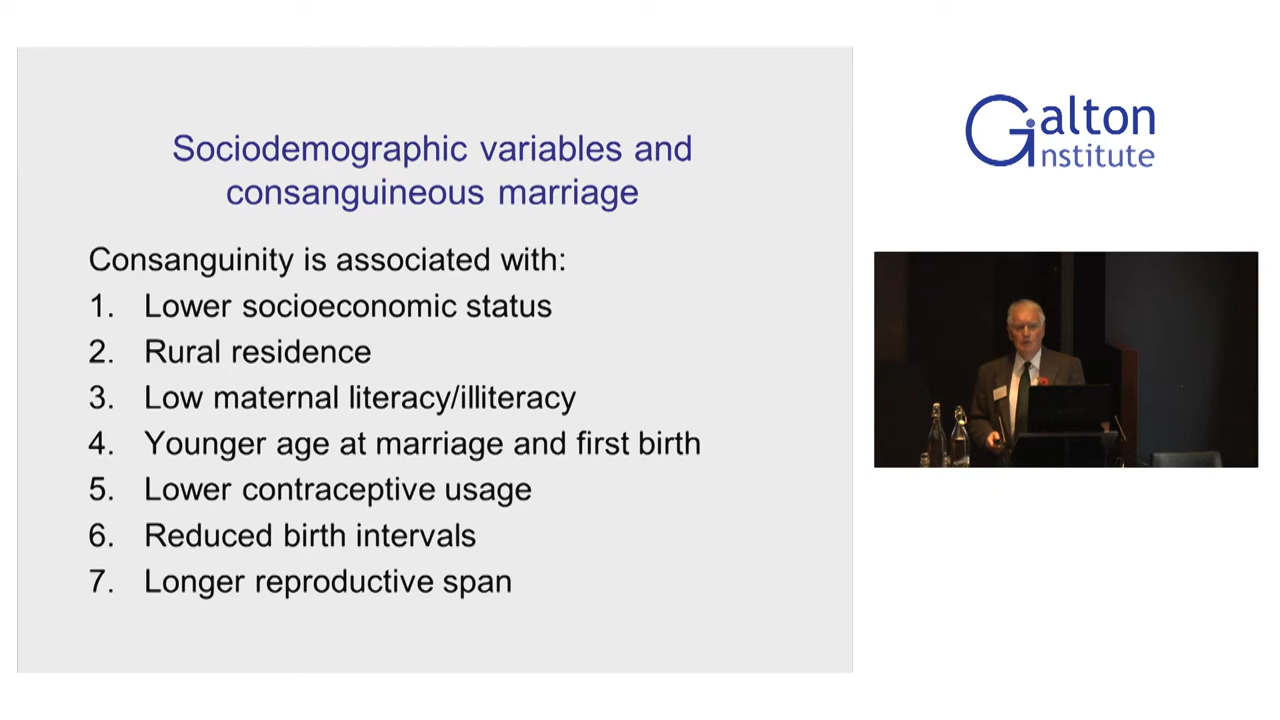 Sociodemographic variables and
consanguineous marriage
Consanguinity is associated with:
1. Lower socioeconomic status
2. Rural residence
3. Low maternal literacy/illiteracy
4. Younger age at marriage and first birth
5. Lower contraceptive usage
6. Reduced birth intervals
7. Longer reproductive span
Galton
institute